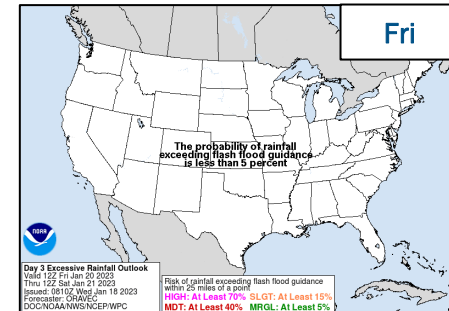 Fri
The probability of rainfall
exceeding flash flood guidance
is less than 5 percent
NOAA
Day 3 Excessive Rainfall Outlook
Valid 12Z Fri Jan 20 2023
Thru 12Z Sat Jan 21 2023
Issued: 0810Z Wed Jan 18 2023
Forecaster: ORAVEC
DOC/NOAA/NWS/NCEP/WPC
Risk of rainfall exceeding flash flood guidance
within 25 miles of a point
HIGH: At Least 70% SLGT: At Least 15%
MDT: At Least 40% MRGL: At Least 5%